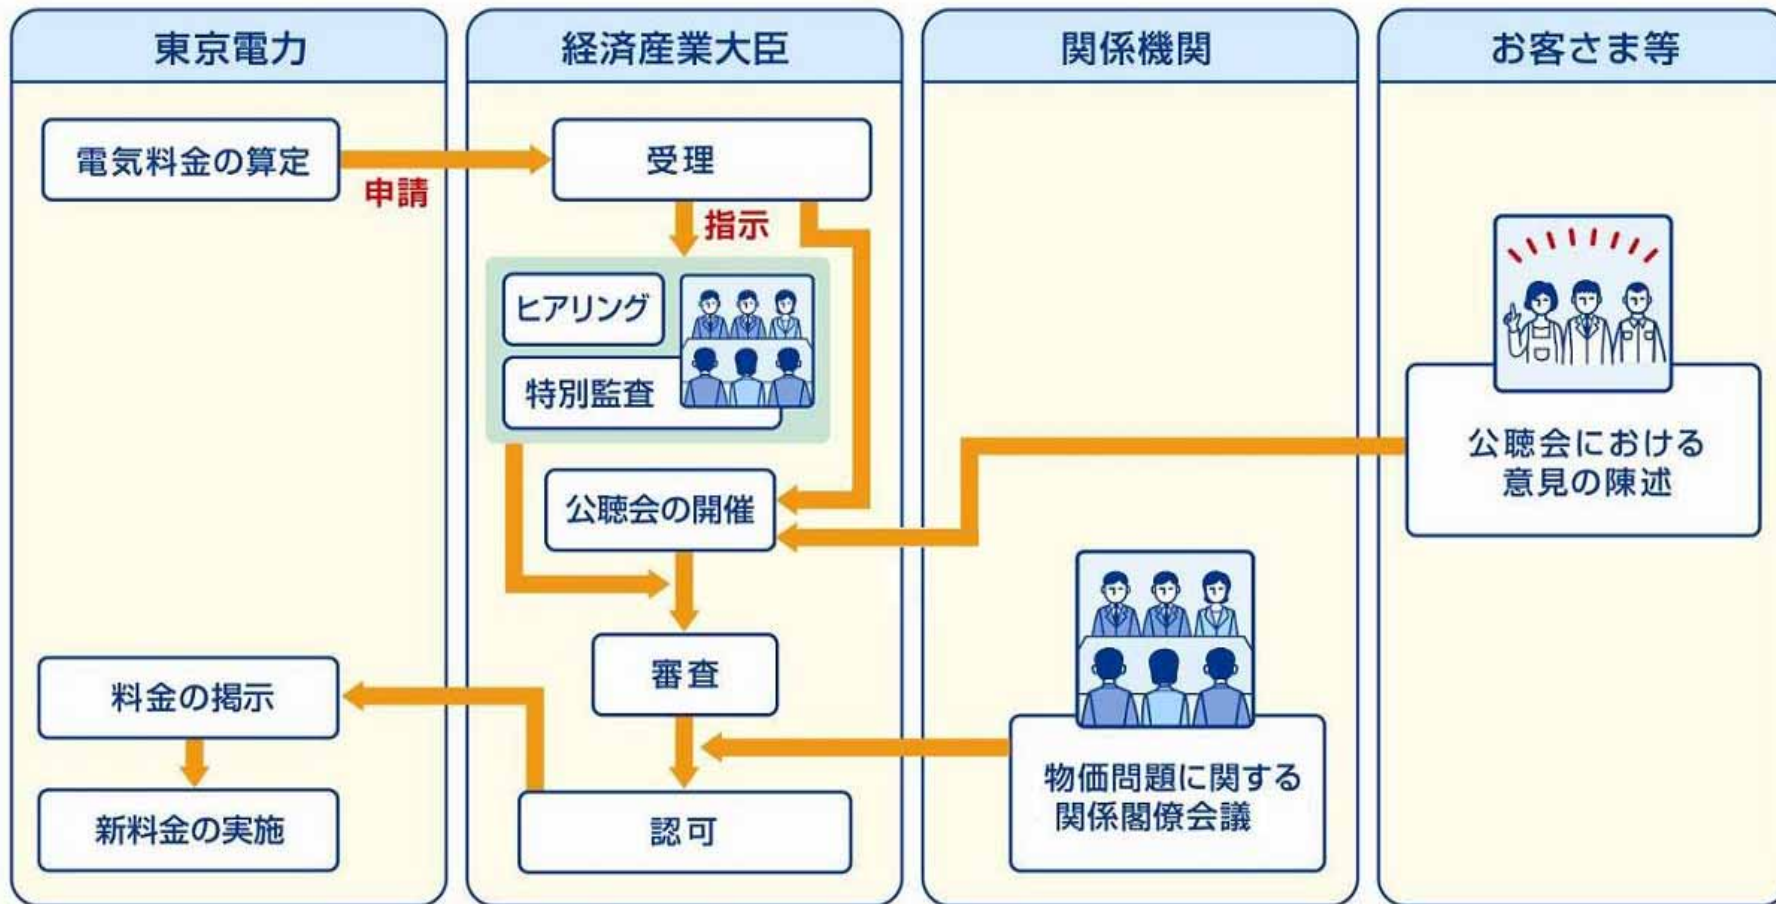 東京電力
経済産業大臣
関係機関
お客さま等
電気料金の算定
申請
受理
指示
ヒアリング
特別監査
公聴会の開催
公聴会における
意見の陳述
審査
物価問題に関する
関係閣僚会議
認可
料金の掲示
新料金の実施